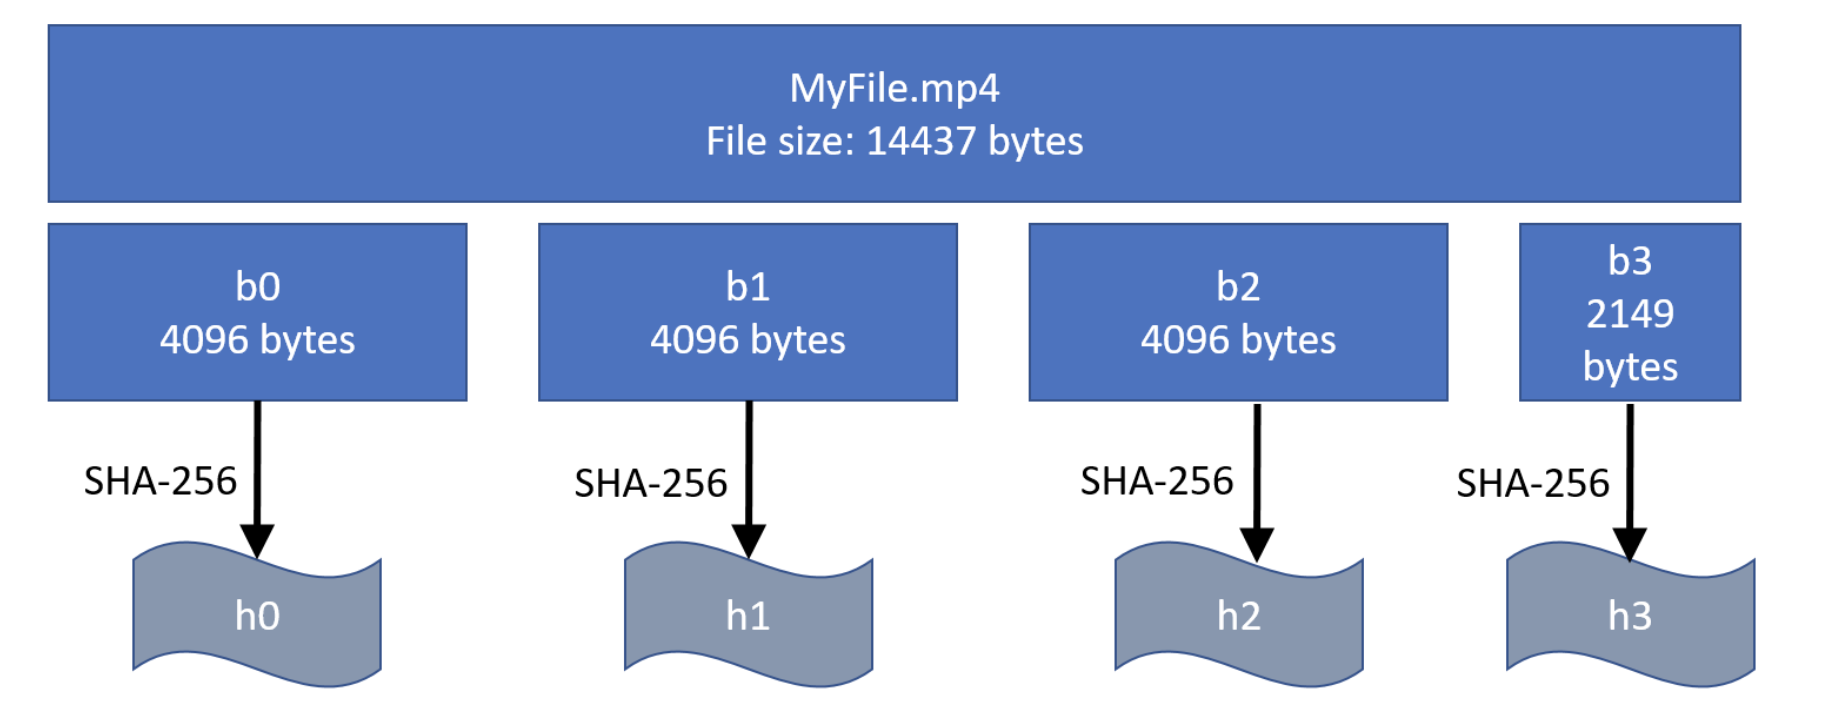 MyFile.mp4
File size: 14437 bytes
b0
4096 bytes
b1
4096 bytes
b2
4096 bytes
b3
2149
bytes
SHA-256
SHA-256
SHA-256
SHA-256
h0
h1
h2
h3